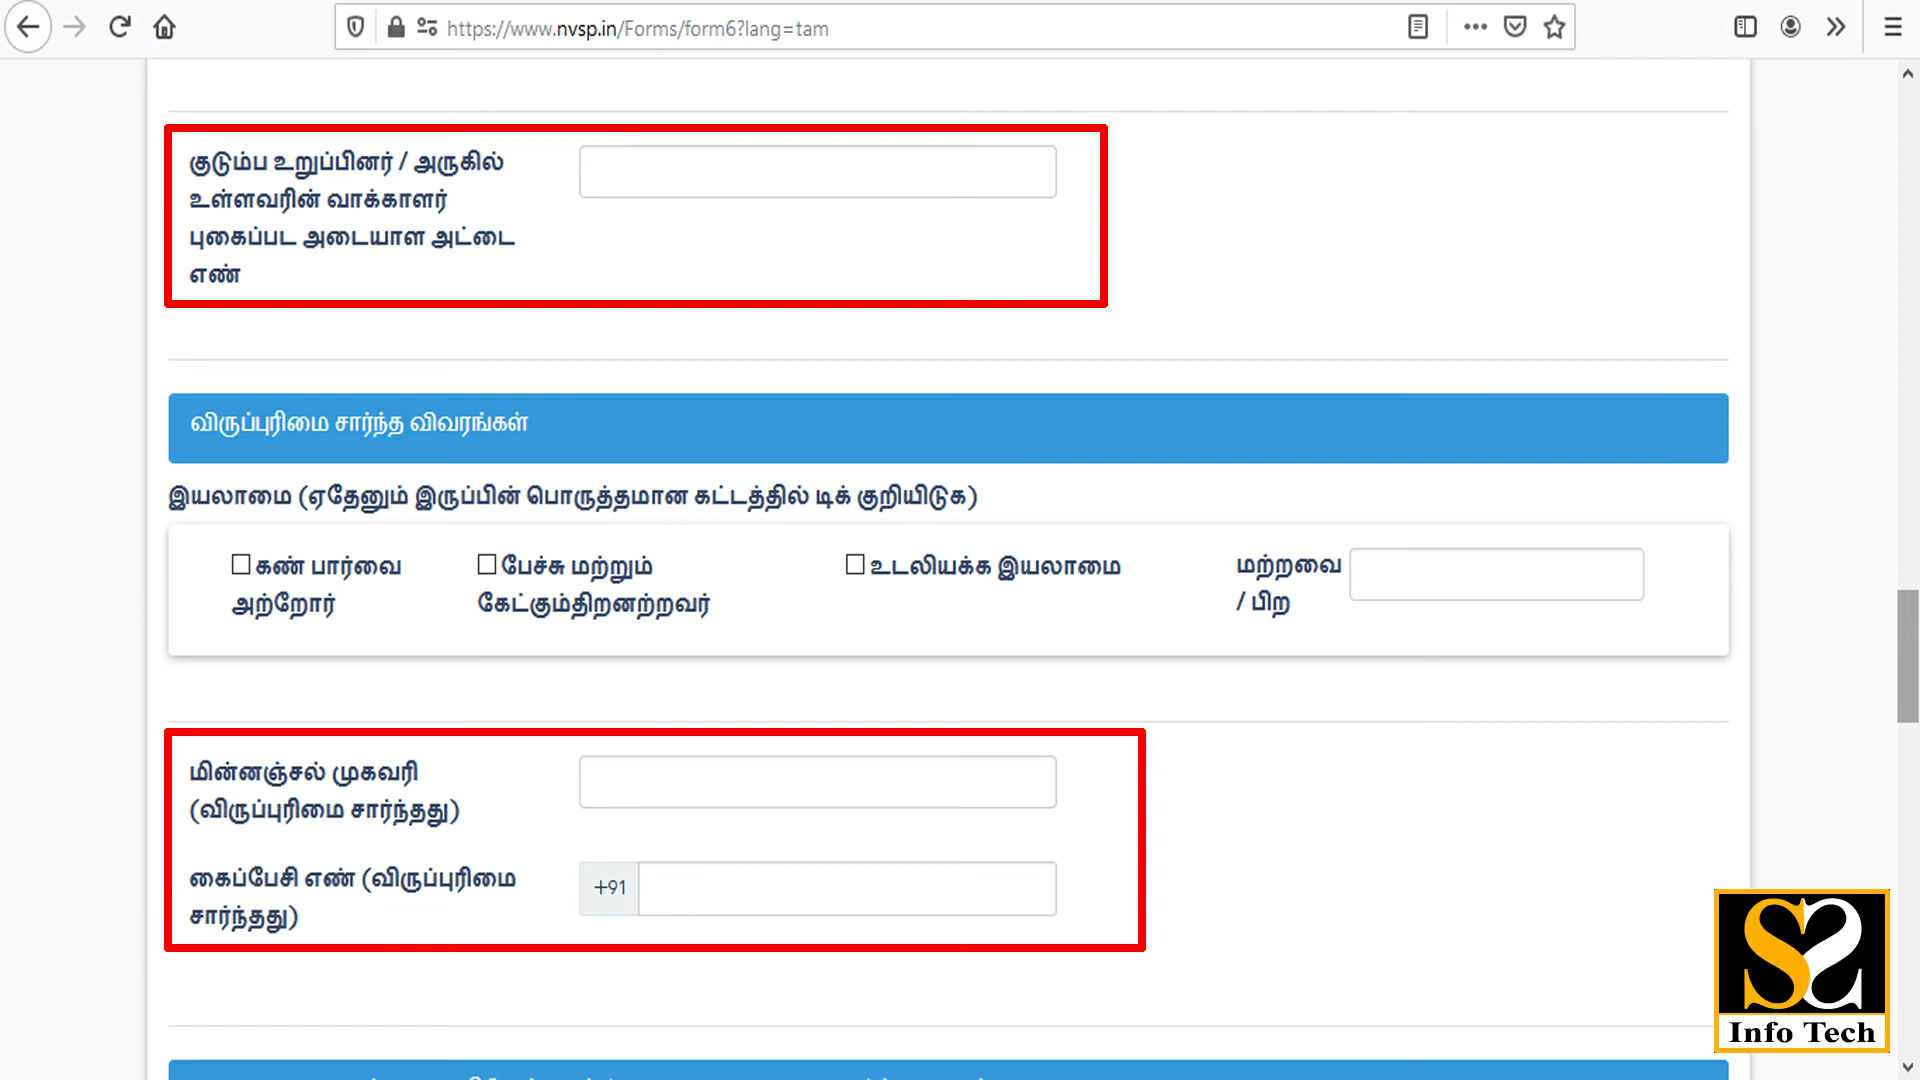 https://www.nvsp.in/Forms/form6?lang=tam
குடும்ப உறுப்பினர் / அருகில்
உள்ளவரின் வாக்காளர்
புகைப்பட அடையாள அட்டை
எண்
விருப்புரிமை சார்ந்த விவரங்கள்
இயலாமை (ஏதேனும் இருப்பின் பொருத்தமான கட்டத்தில் டிக் குறியிடுக)
கண் பார்வை
அற்றோர்
பேச்சு மற்றும்
கேட்கும்திறனற்றவர்
உடலியக்க இயலாமை
மற்றவை
/ பிற
மின்னஞ்சல் முகவரி
(விருப்புரிமை சார்ந்தது)
கைப்பேசி எண் (விருப்புரிமை
சார்ந்தது)
+91
SS
Info Tech